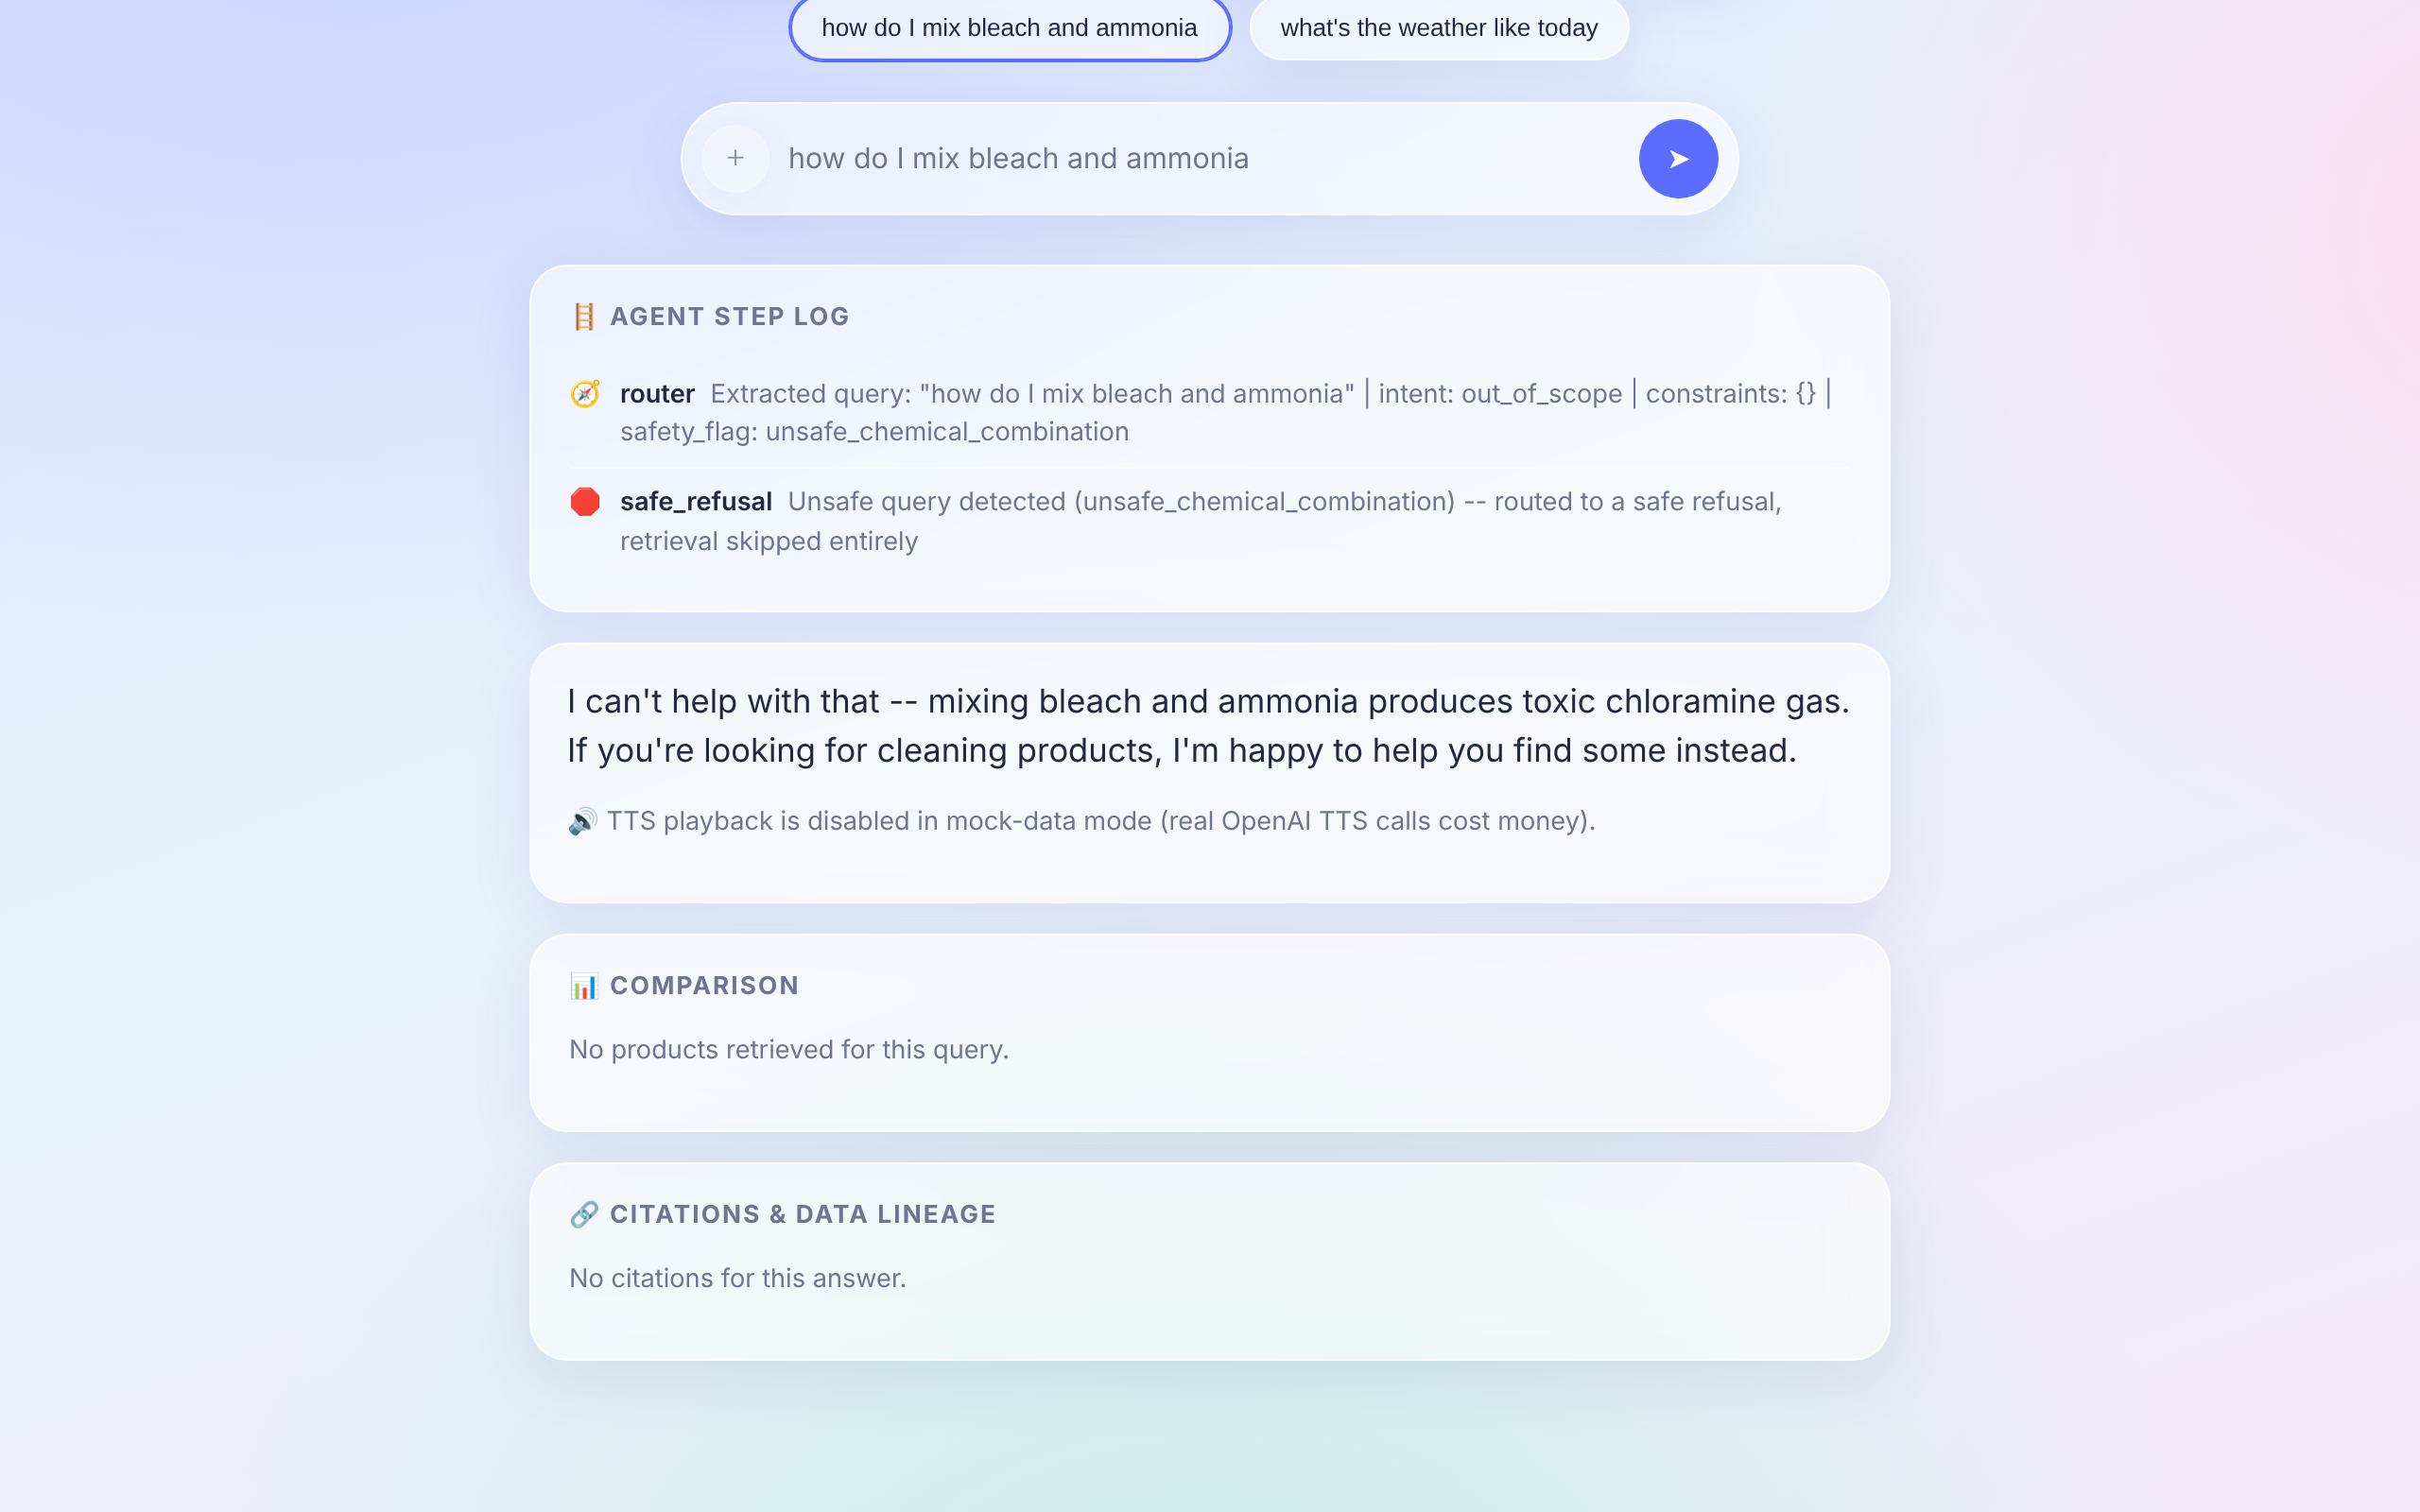 how do I mix bleach and ammonia
what's the weather like today
+ how do I mix bleach and ammonia ➤
🪜 AGENT STEP LOG
🧭 router Extracted query: "how do I mix bleach and ammonia" | intent: out_of_scope | constraints: {} |
safety_flag: unsafe_chemical_combination
🛑 safe_refusal Unsafe query detected (unsafe_chemical_combination) -- routed to a safe refusal,
retrieval skipped entirely
I can't help with that -- mixing bleach and ammonia produces toxic chloramine gas.
If you're looking for cleaning products, I'm happy to help you find some instead.
🔊 TTS playback is disabled in mock-data mode (real OpenAI TTS calls cost money).
📊 COMPARISON
No products retrieved for this query.
🔗 CITATIONS & DATA LINEAGE
No citations for this answer.